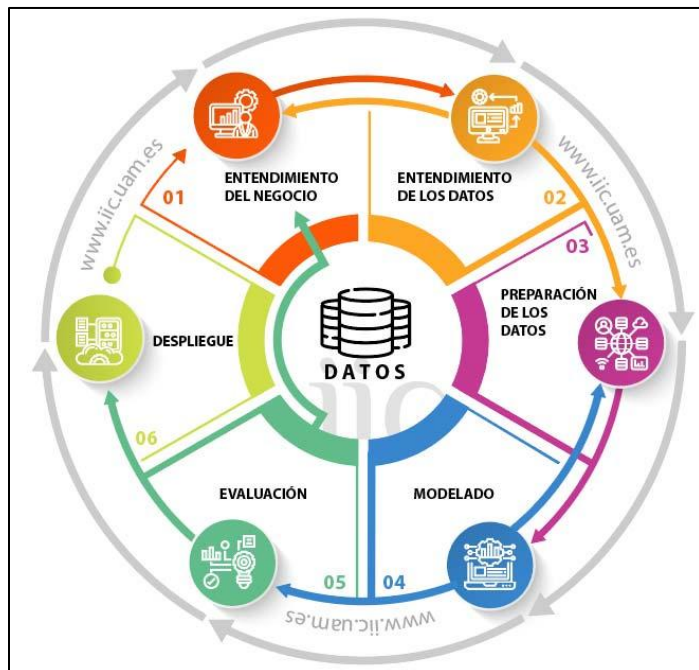 www.iic.uam.es
www.iic.uam.es
ENTENDIMIENTO
DEL NEGOCIO
01
ENTENDIMIENTO
DE LOS DATOS
02
03
PREPARACIÓN
DE LOS
DATOS
DESPLIEGUE
DATOS
iic
06
EVALUACIÓN
MODELADO
05
04
www.iic.uam.es